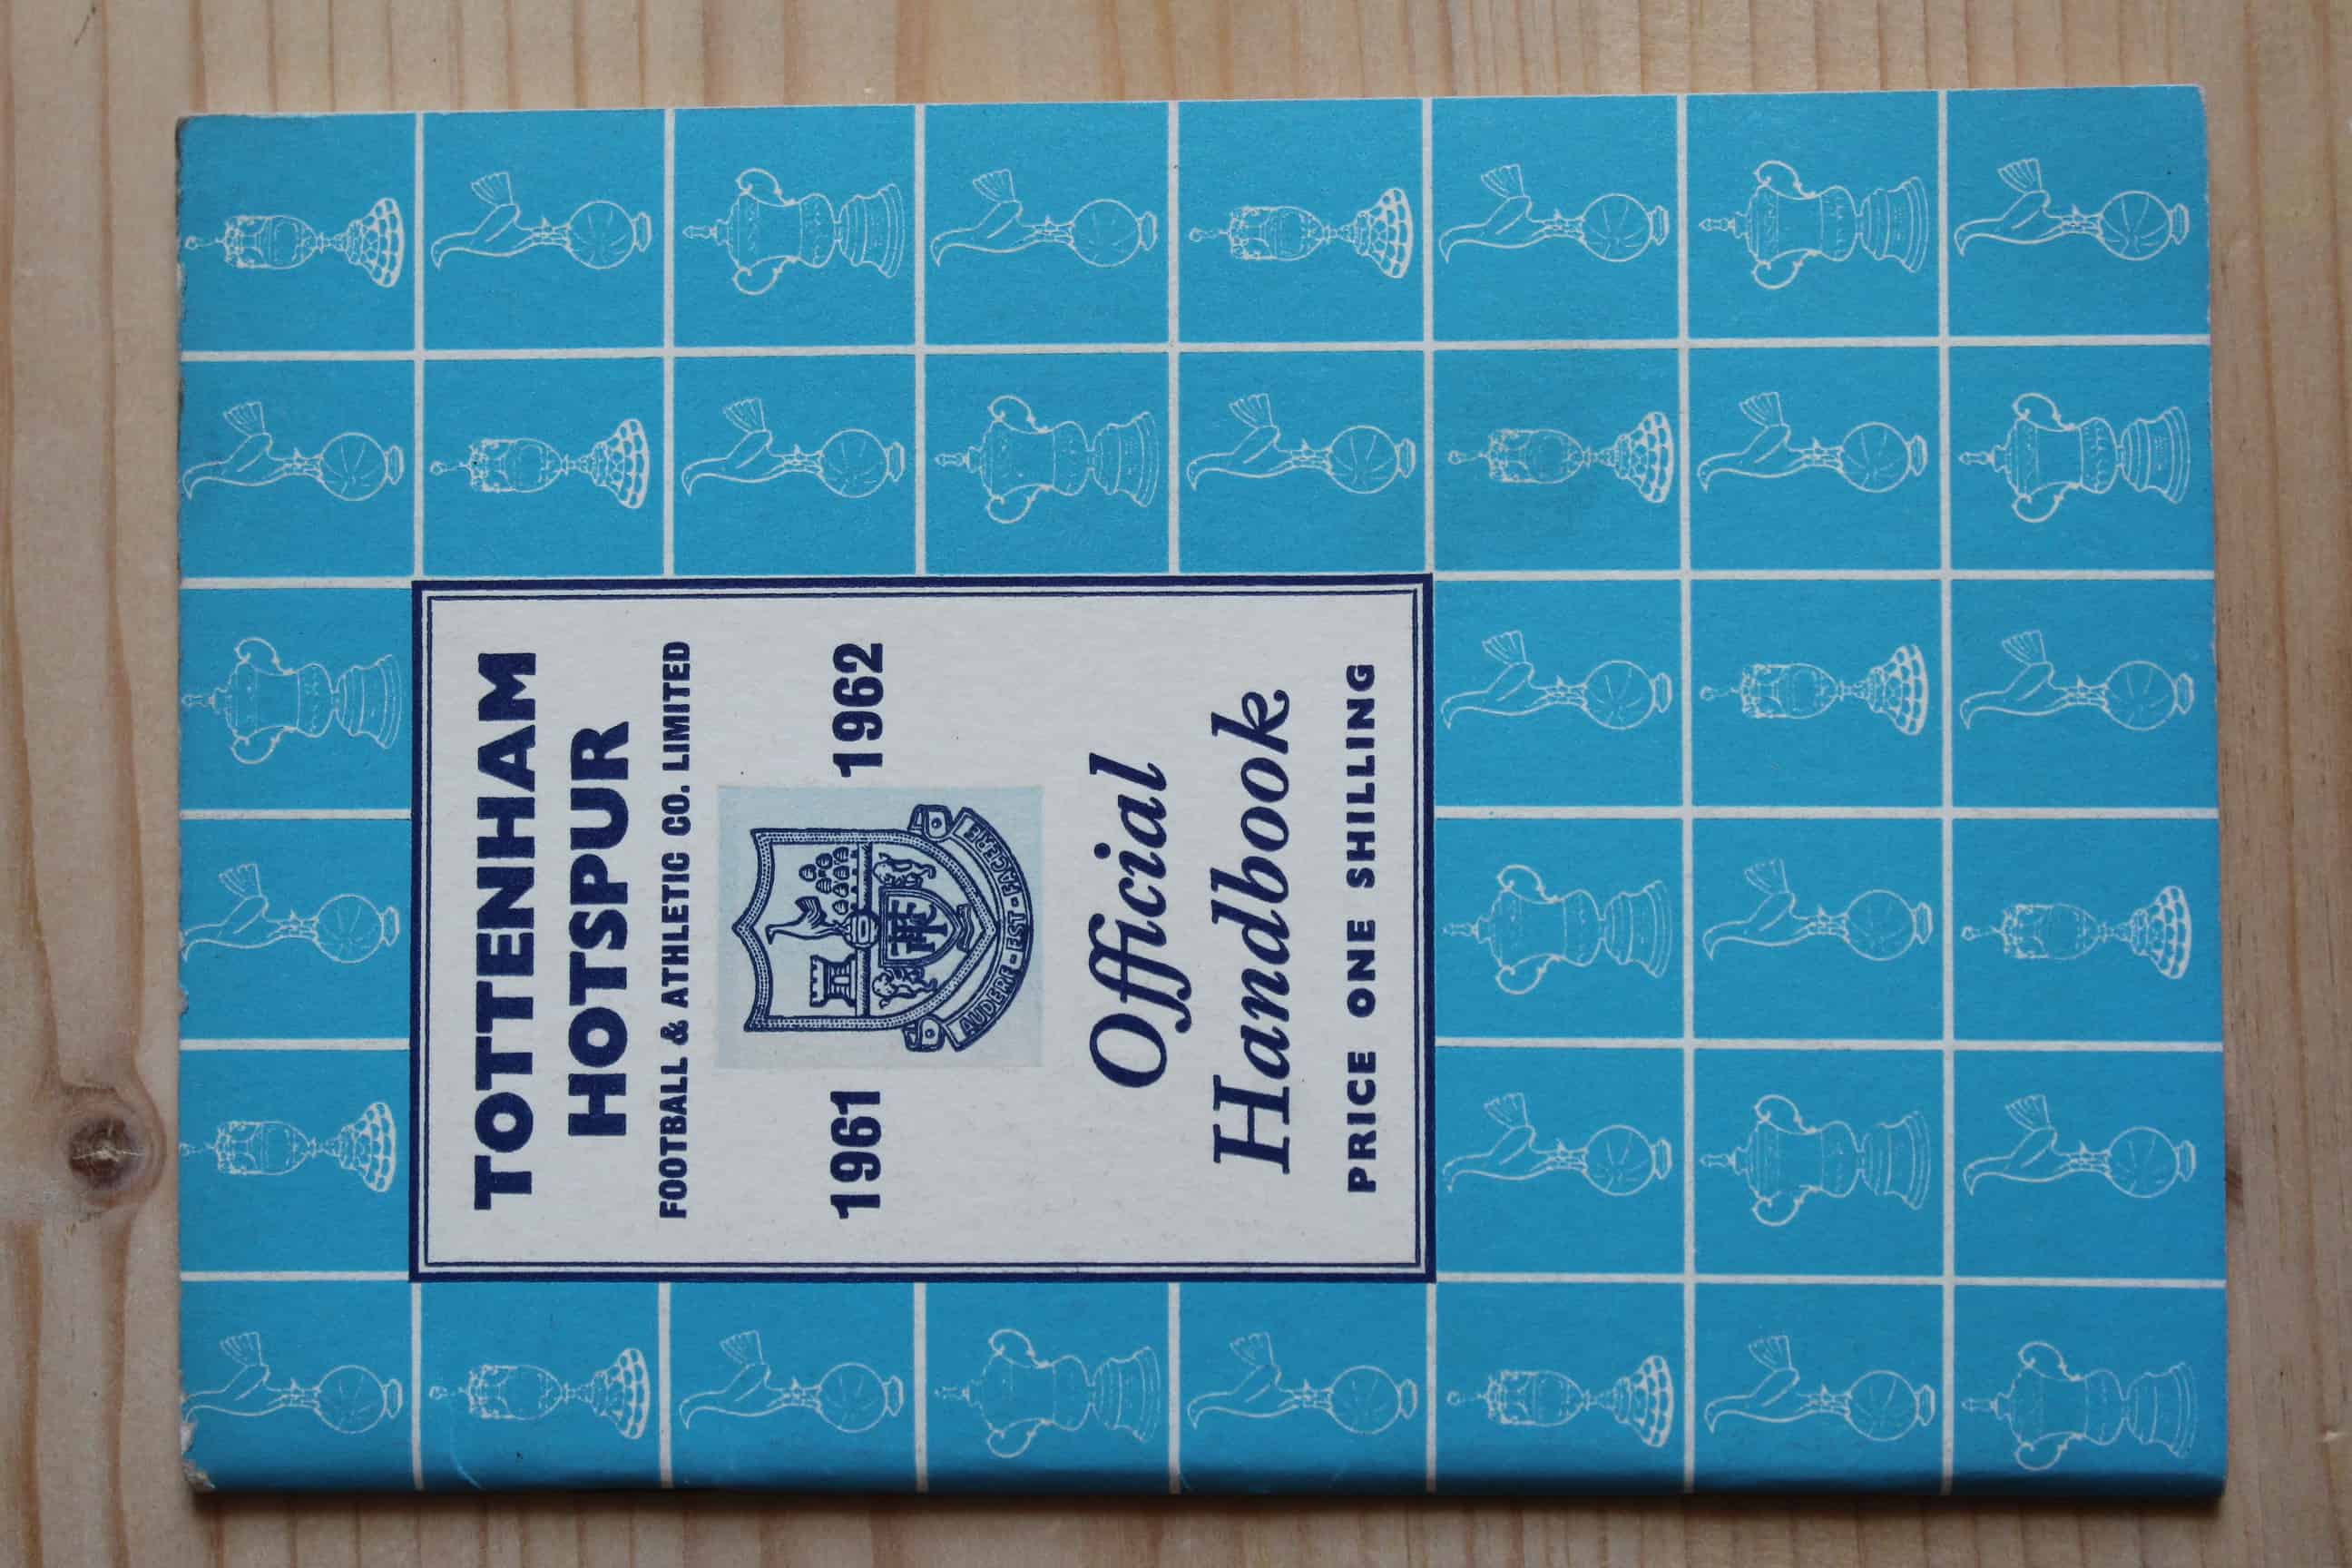 TOTTENHAM
HOTSPUR
FOOTBALL & ATHLETIC CO. LIMITED
1961 1962
AUDERE-EST-FACERE
Official
Handbook
PRICE ONE SHILLING